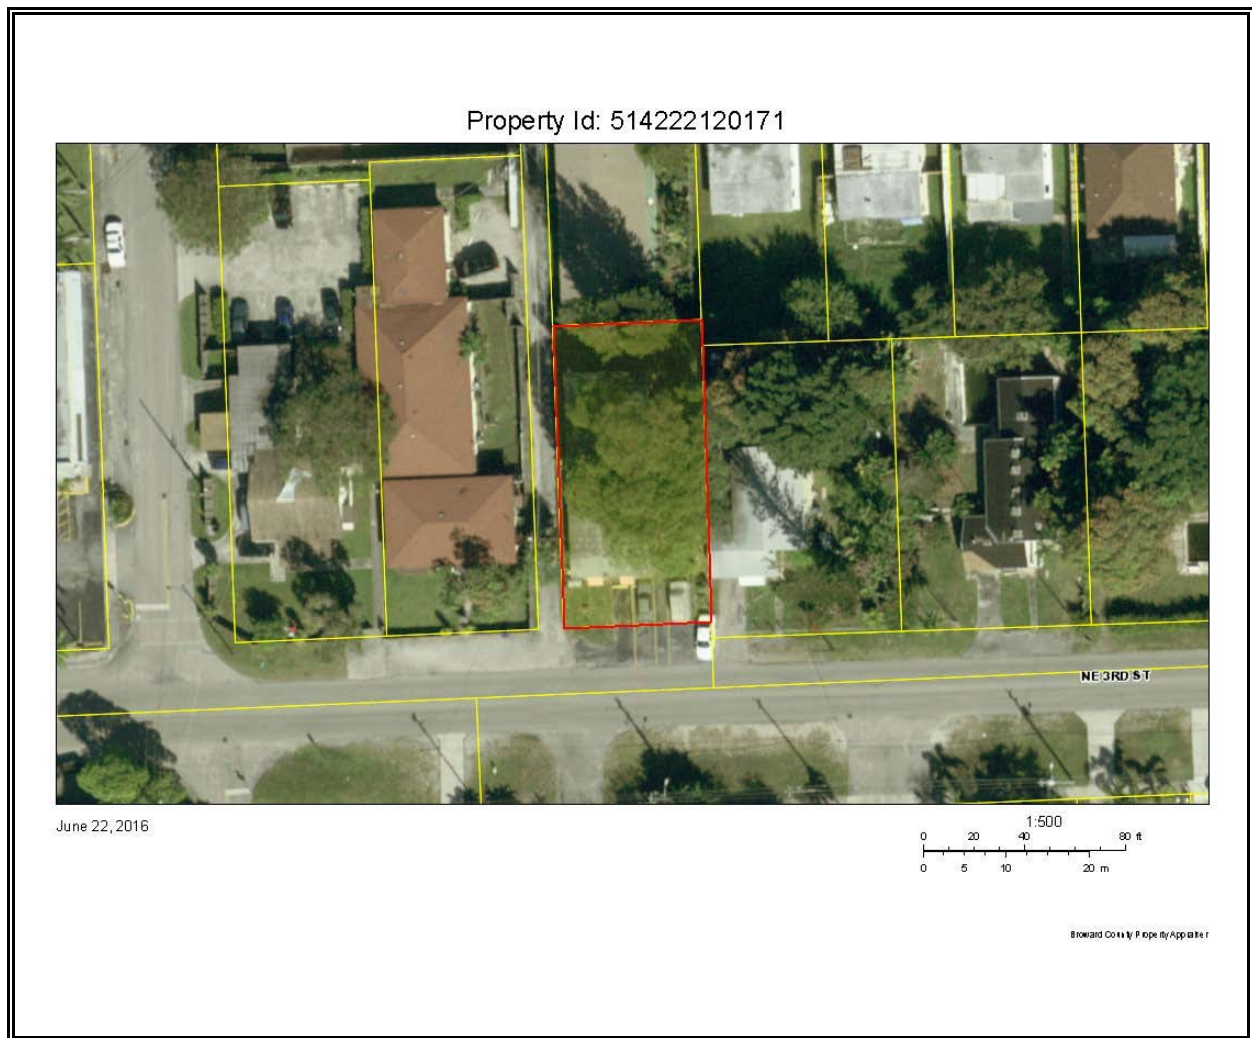 Property Id: 514222120171
NE 3RD ST
June 22, 2016
1:500
0 20 40 80 ft
0 5 10 20 m
Broward County Property Appraiser